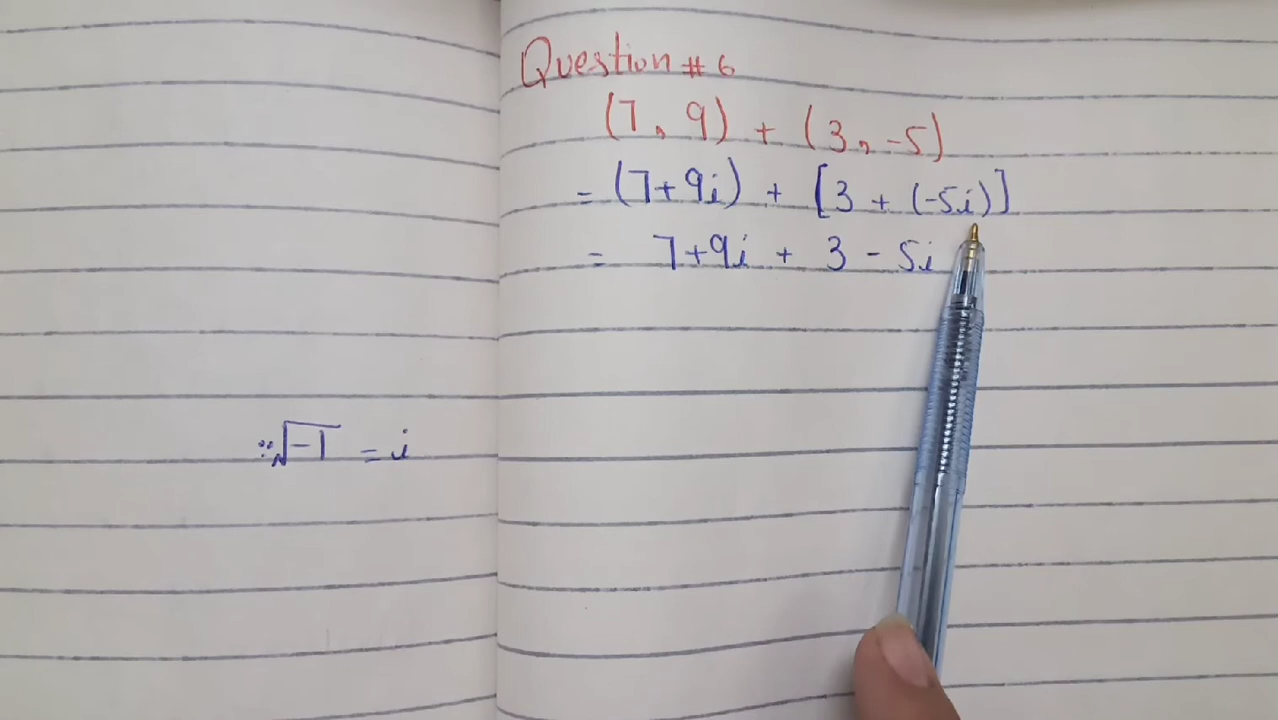 Question # 6
(7, 9) + (3, -5)
= (7+9i) + [3 + (-5i)]
= 7+9i + 3 - 5i
∵ √-1 = i